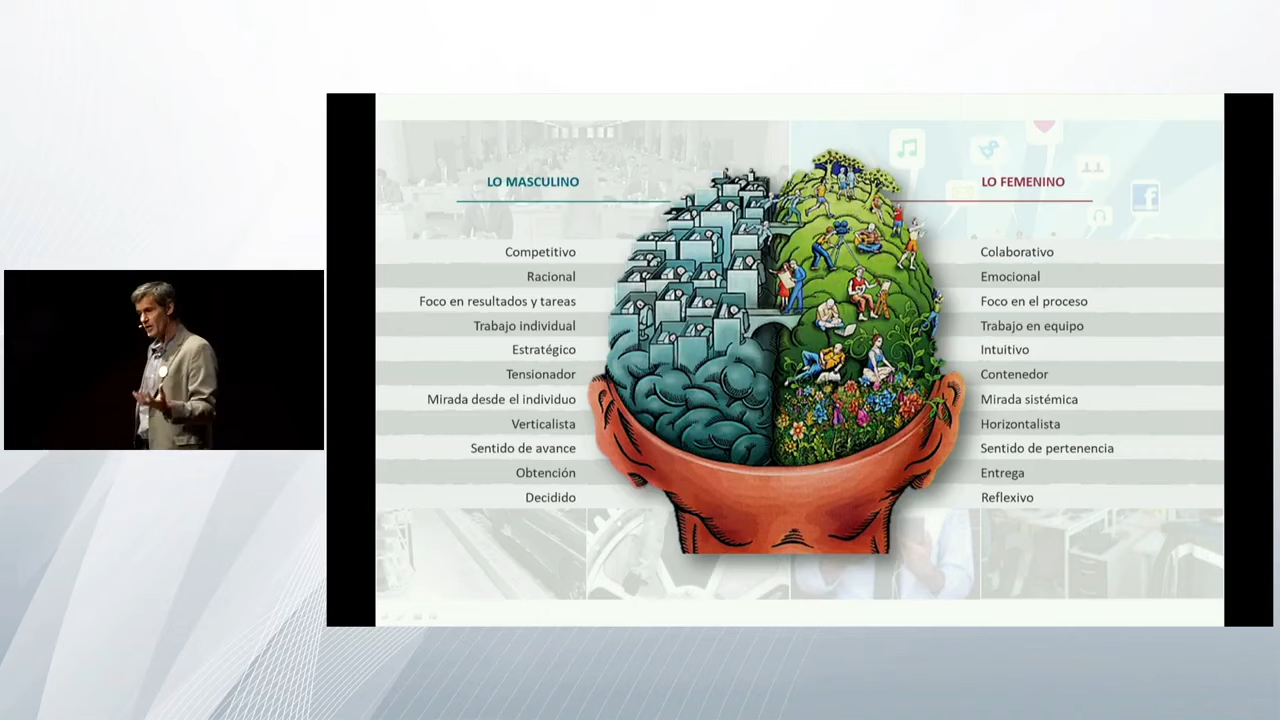 LO MASCULINO
LO FEMENINO
Competitivo
Colaborativo
Racional
Emocional
Foco en resultados y tareas
Foco en el proceso
Trabajo individual
Trabajo en equipo
Estratégico
Intuitivo
Tensionador
Contenedor
Mirada desde el individuo
Mirada sistémica
Verticalista
Horizontalista
Sentido de avance
Sentido de pertenencia
Obtención
Entrega
Decidido
Reflexivo